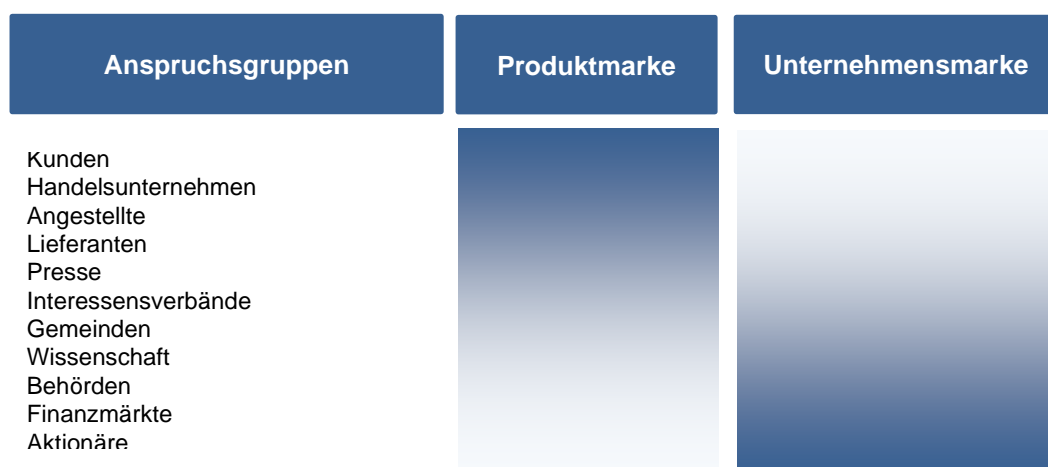 Anspruchsgruppen
Produktmarke
Unternehmensmarke
Kunden
Handelsunternehmen
Angestellte
Lieferanten
Presse
Interessensverbände
Gemeinden
Wissenschaft
Behörden
Finanzmärkte
Aktionäre